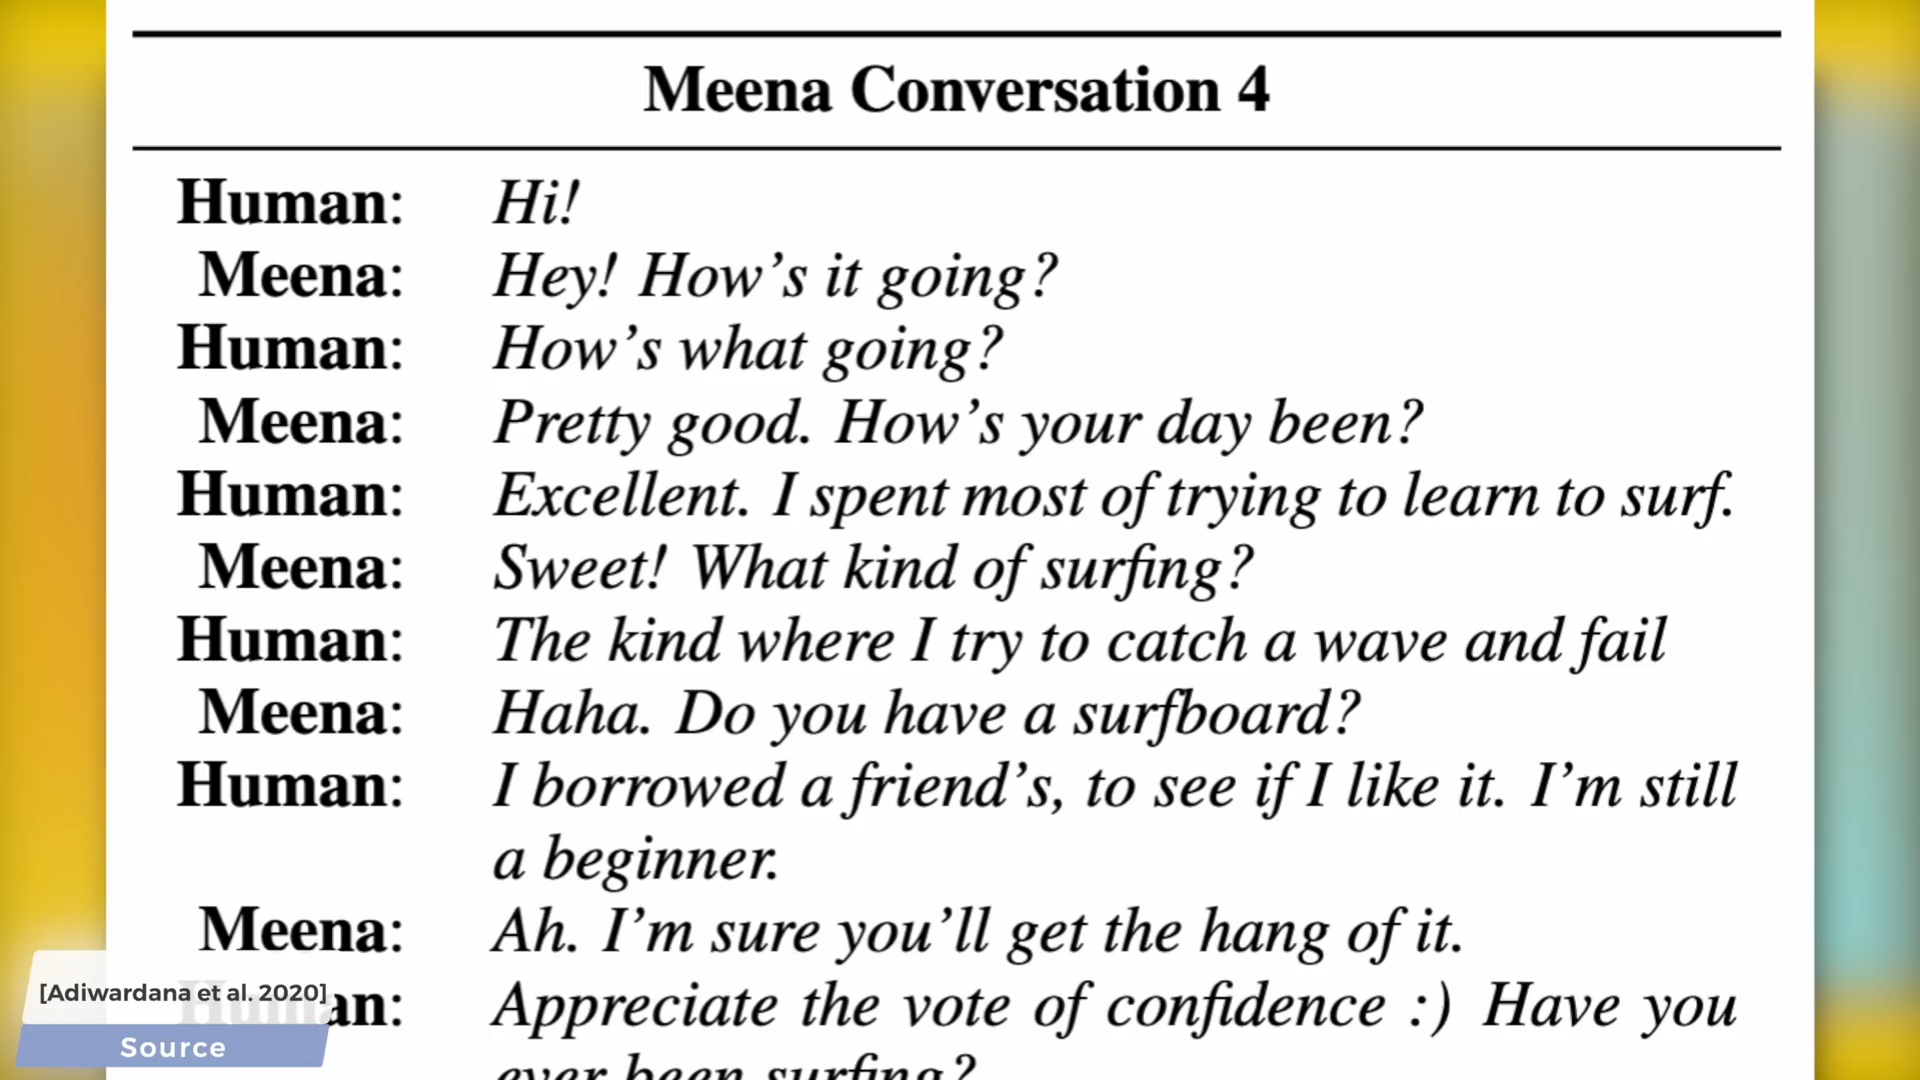 Meena Conversation 4
Human: Hi!
Meena: Hey! How's it going?
Human: How's what going?
Meena: Pretty good. How's your day been?
Human: Excellent. I spent most of trying to learn to surf.
Meena: Sweet! What kind of surfing?
Human: The kind where I try to catch a wave and fail
Meena: Haha. Do you have a surfboard?
Human: I borrowed a friend's, to see if I like it. I'm still
a beginner.
Meena: Ah. I'm sure you'll get the hang of it.
Human: Appreciate the vote of confidence :) Have you
ever been surfing?
[Adiwardana et al. 2020]
Source